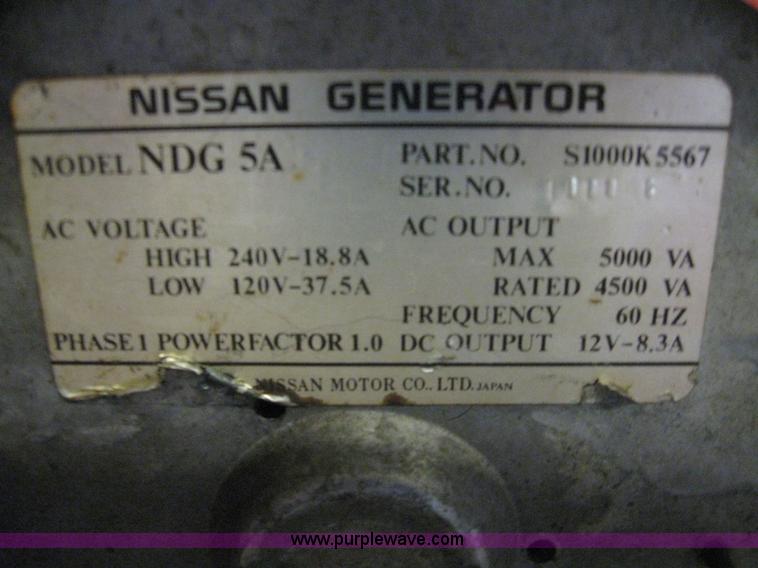 NISSAN GENERATOR
MODEL NDG 5A
PART.NO. S1000K5567
SER.NO.
AC VOLTAGE
HIGH 240V-18.8A
LOW 120V-37.5A
AC OUTPUT
MAX 5000 VA
RATED 4500 VA
FREQUENCY 60 HZ
PHASE 1 POWER FACTOR 1.0
DC OUTPUT 12V-8.3A
NISSAN MOTOR CO., LTD. JAPAN
www.purplewave.com